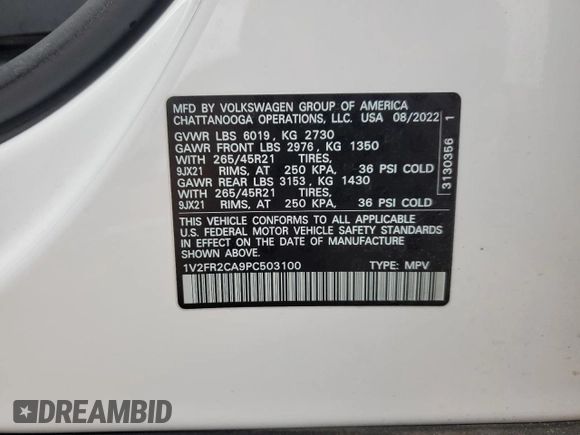 MFD BY VOLKSWAGEN GROUP OF AMERICA
CHATTANOOGA OPERATIONS, LLC. USA 08/2022
GVWR LBS 6019, KG 2730
GAWR FRONT LBS 2976, KG 1350
WITH 265/45R21 TIRES,
9JX21 RIMS, AT 250 KPA, 36 PSI COLD
GAWR REAR LBS 3153, KG 1430
WITH 265/45R21 TIRES,
9JX21 RIMS, AT 250 KPA, 36 PSI COLD
THIS VEHICLE CONFORMS TO ALL APPLICABLE
U.S. FEDERAL MOTOR VEHICLE SAFETY STANDARDS
IN EFFECT ON THE DATE OF MANUFACTURE
SHOWN ABOVE.
1V2FR2CA9PC503100 TYPE: MPV
3130356 1
DREAMBID